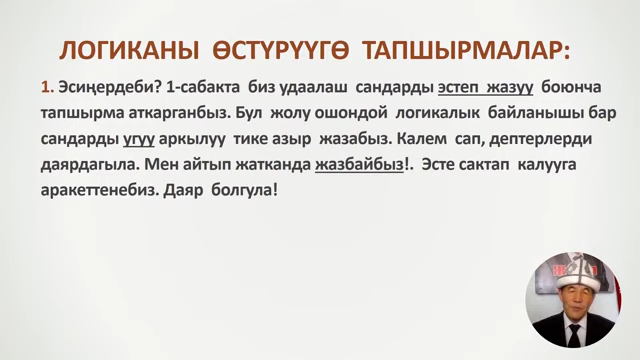 ЛОГИКАНЫ ӨСТҮРҮҮГӨ ТАПШЫРМАЛАР:
1. Эсиңердеби? 1-сабакта биз удаалаш сандарды эстеп жазуу боюнча
тапшырма аткарганбыз. Бул жолу ошондой логикалык байланышы бар
сандарды угуу аркылуу тике азыр жазабыз. Калем сап, дептерлерди
даярдагыла. Мен айтып жатканда жазбайбыз!. Эсте сактап калууга
аракеттенебиз. Даяр болгула!